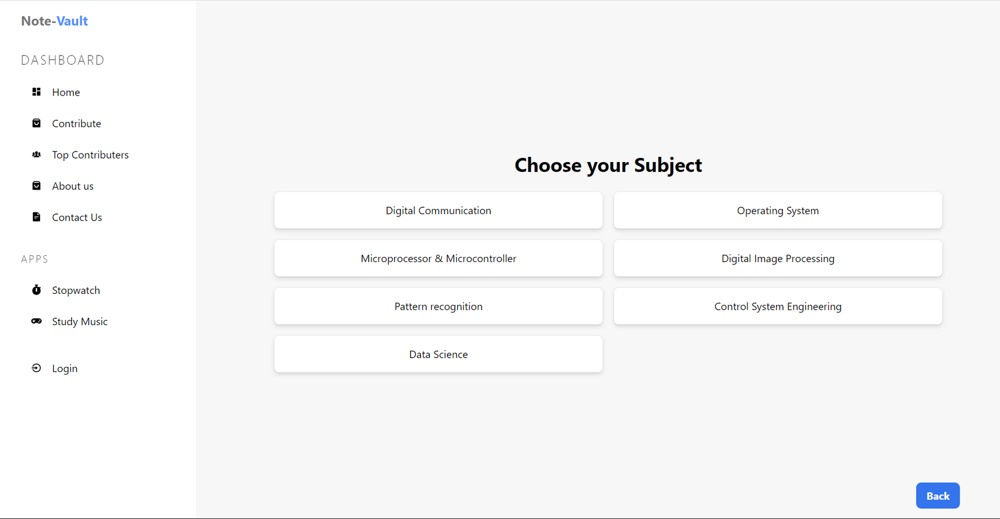 Note-Vault
DASHBOARD
Home
Contribute
Top Contributers
About us
Contact Us
APPS
Stopwatch
Study Music
Login
Choose your Subject
Digital Communication
Operating System
Microprocessor & Microcontroller
Digital Image Processing
Pattern recognition
Control System Engineering
Data Science
Back